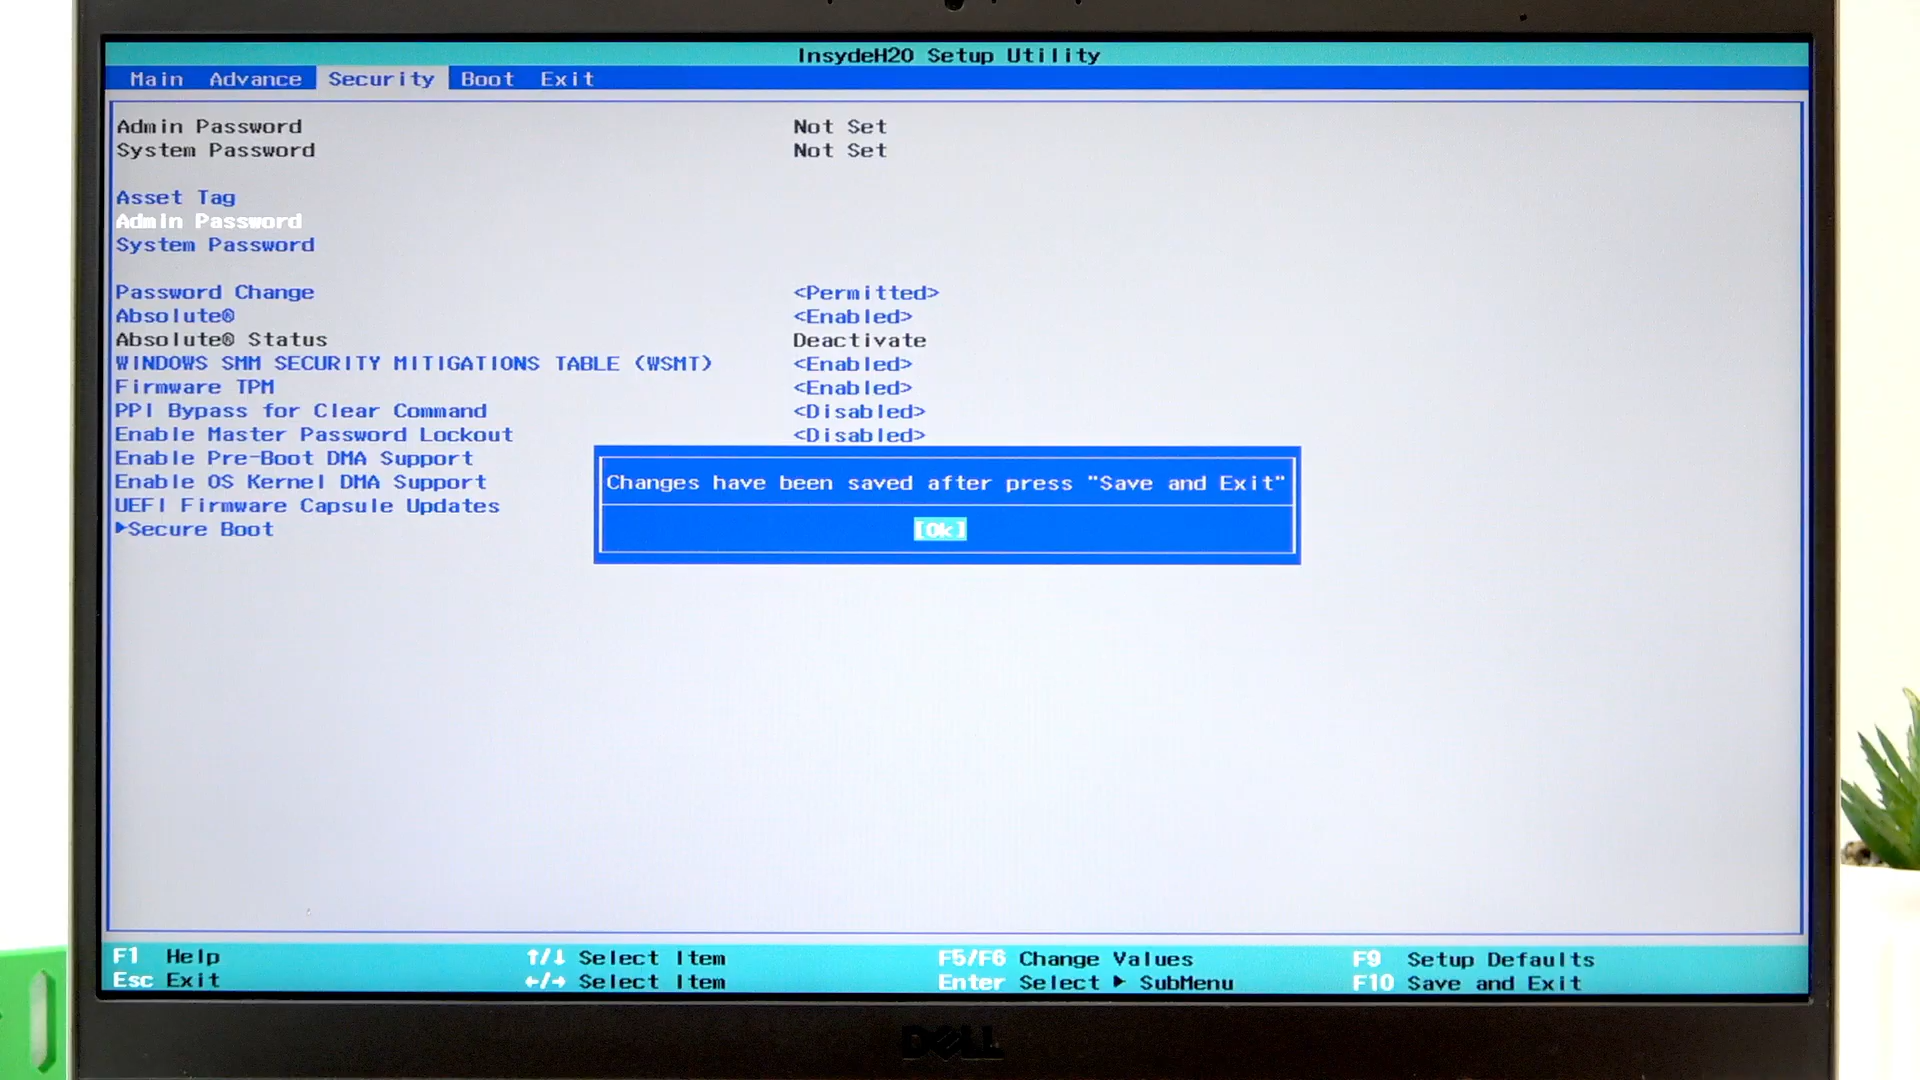 InsydeH2O Setup Utility
Main Advance Security Boot Exit
Admin Password Not Set
System Password Not Set
Asset Tag
Admin Password
System Password
Password Change <Permitted>
Absolute® <Enabled>
Absolute® Status Deactivate
WINDOWS SMM SECURITY MITIGATIONS TABLE (WSMT) <Enabled>
Firmware TPM <Enabled>
PPI Bypass for Clear Command <Disabled>
Enable Master Password Lockout <Disabled>
Enable Pre-Boot DMA Support
Enable OS Kernel DMA Support
UEFI Firmware Capsule Updates
▶Secure Boot
Changes have been saved after press "Save and Exit"
[Ok]
F1 Help ↑/↓ Select Item F5/F6 Change Values F9 Setup Defaults
Esc Exit ←/→ Select Item Enter Select ▶ SubMenu F10 Save and Exit
DELL